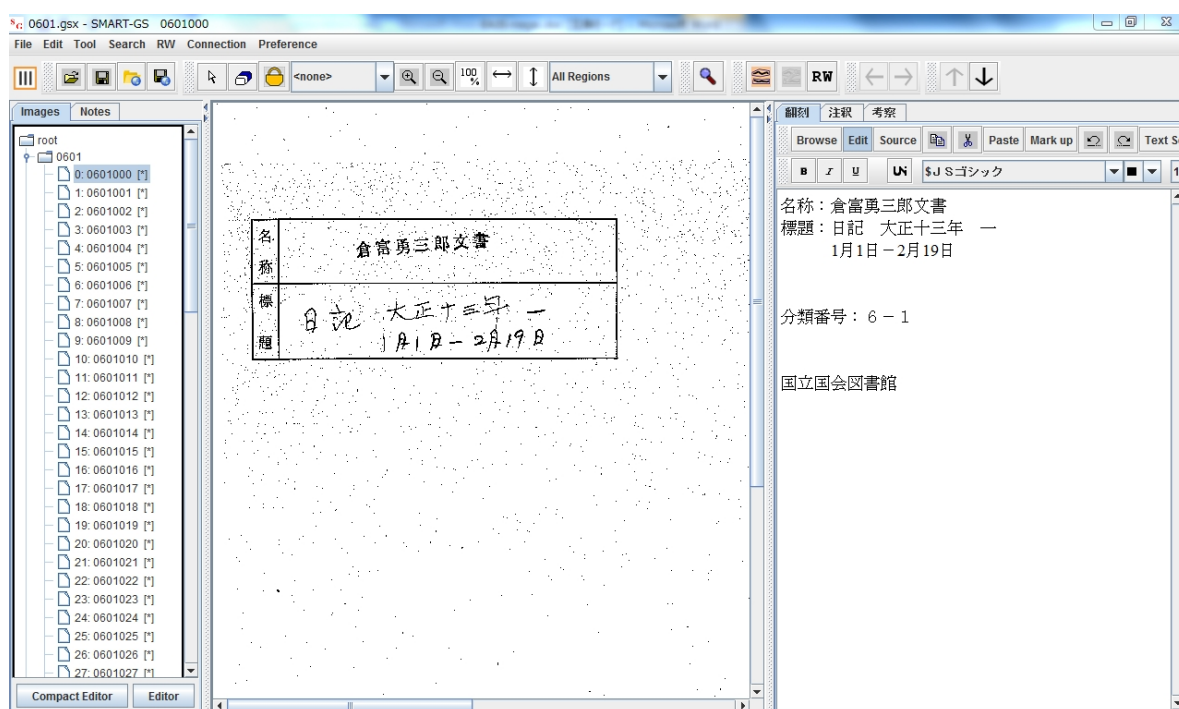 0601.gsx - SMART-GS 0601000
File Edit Tool Search RW Connection Preference
<none>
100 %
All Regions
RW
Images Notes
root
0601
0: 0601000 [*]
1: 0601001 [*]
2: 0601002 [*]
3: 0601003 [*]
4: 0601004 [*]
5: 0601005 [*]
6: 0601006 [*]
7: 0601007 [*]
8: 0601008 [*]
9: 0601009 [*]
10: 0601010 [*]
11: 0601011 [*]
12: 0601012 [*]
13: 0601013 [*]
14: 0601014 [*]
15: 0601015 [*]
16: 0601016 [*]
17: 0601017 [*]
18: 0601018 [*]
19: 0601019 [*]
20: 0601020 [*]
21: 0601021 [*]
22: 0601022 [*]
23: 0601023 [*]
24: 0601024 [*]
25: 0601025 [*]
26: 0601026 [*]
27: 0601027 [*]
Compact Editor Editor
名称 倉富勇三郎文書
標題 日記 大正十三年 一
1月1日-2月19日
翻刻 注釈 考察
Browse Edit Source Paste Mark up Text S
B I U UN $J Sゴシック 1
名称：倉富勇三郎文書
標題：日記 大正十三年 一
1月1日－2月19日
分類番号：６－１
国立国会図書館